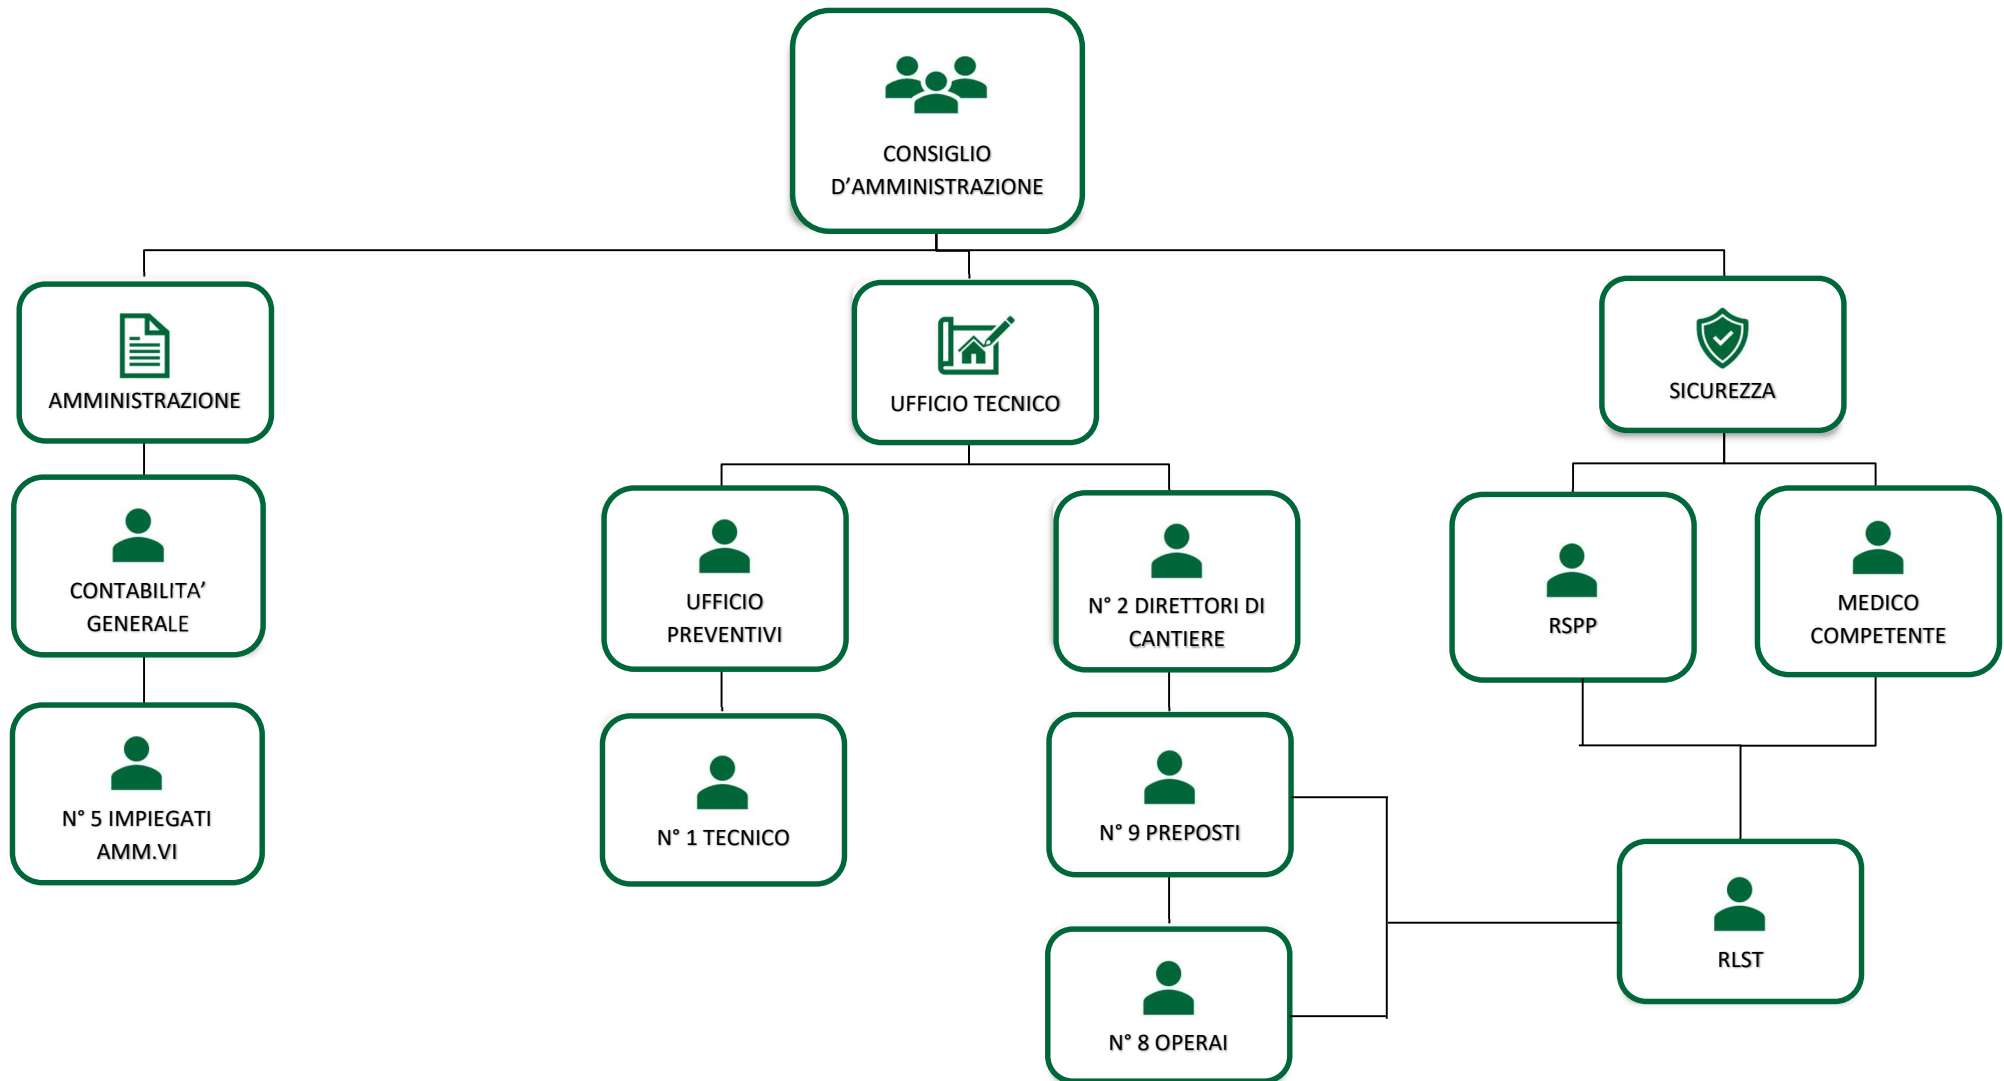 CONSIGLIO
D’AMMINISTRAZIONE
AMMINISTRAZIONE
UFFICIO TECNICO
SICUREZZA
CONTABILITA’
GENERALE
UFFICIO
PREVENTIVI
N° 2 DIRETTORI DI
CANTIERE
RSPP
MEDICO
COMPETENTE
N° 5 IMPIEGATI
AMM.VI
N° 1 TECNICO
N° 9 PREPOSTI
RLST
N° 8 OPERAI